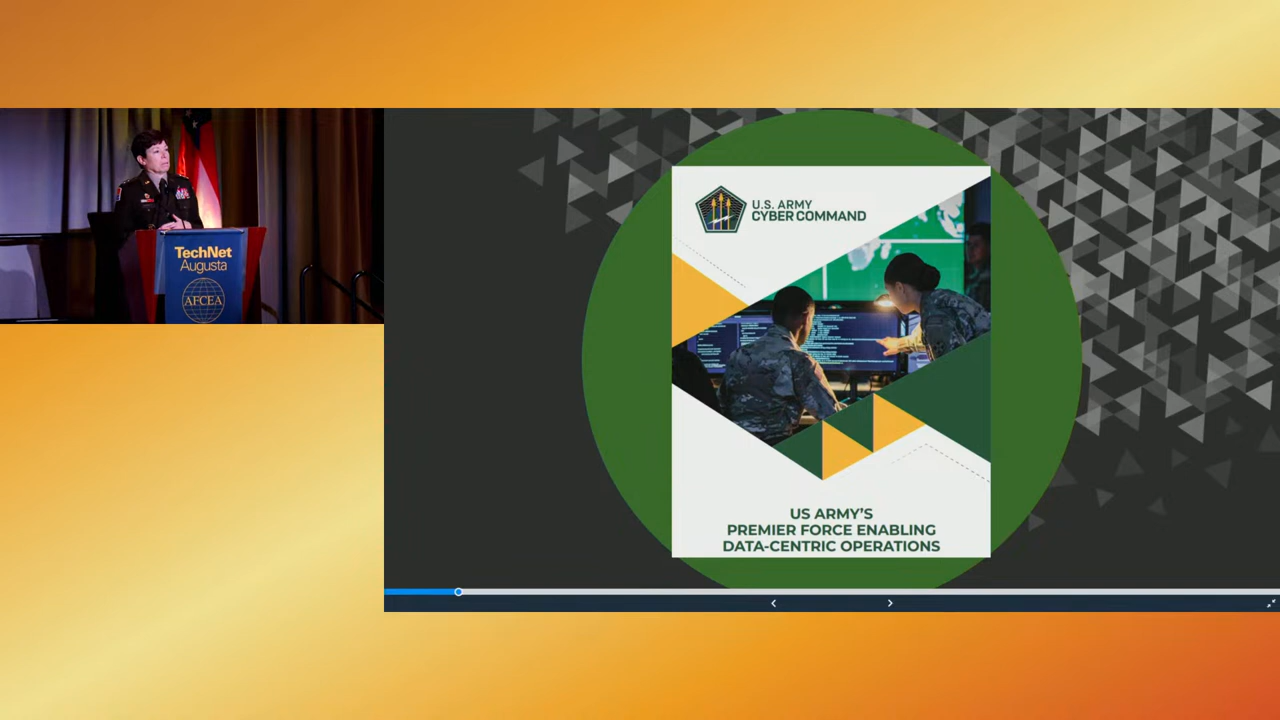 TechNet
Augusta
AFCEA
U.S. ARMY
CYBER COMMAND
US ARMY'S
PREMIER FORCE ENABLING
DATA-CENTRIC OPERATIONS